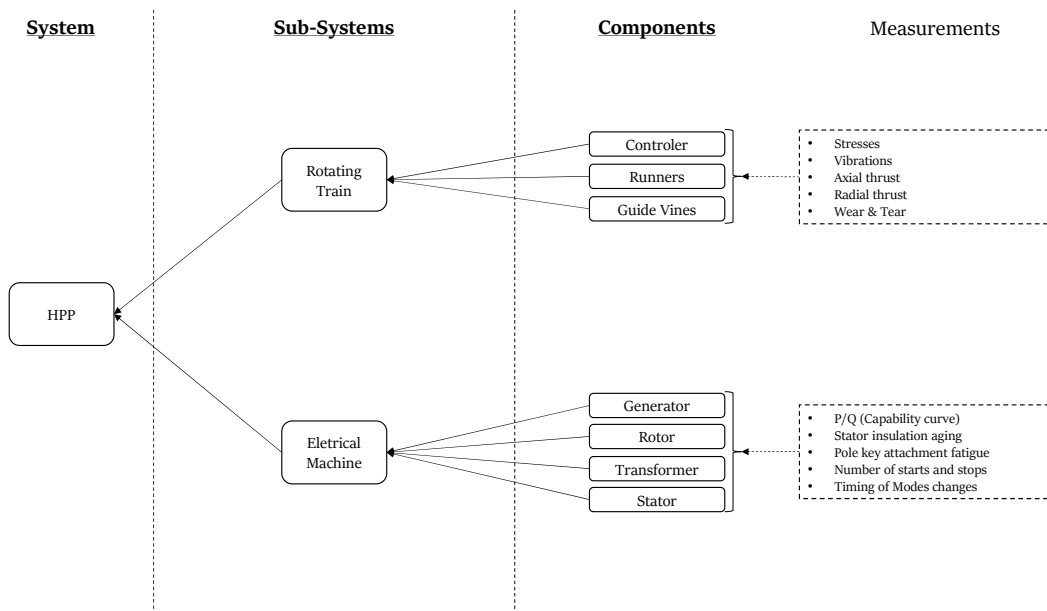 System
Sub-Systems
Components
Measurements
Controler
Runners
Guide Vines
Rotating
Train
• Stresses
• Vibrations
• Axial thrust
• Radial thrust
• Wear & Tear
HPP
Generator
Rotor
Transformer
Stator
Eletrical
Machine
• P/Q (Capability curve)
• Stator insulation aging
• Pole key attachment fatigue
• Number of starts and stops
• Timing of Modes changes